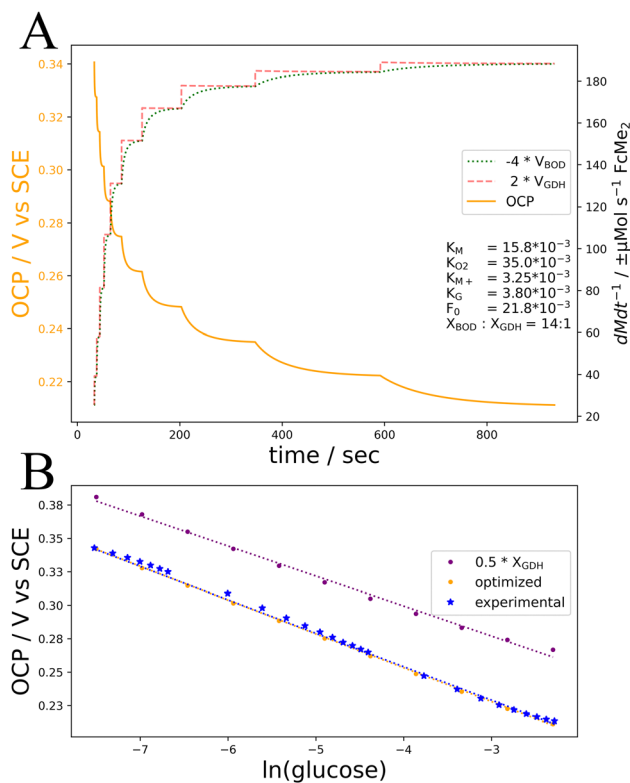 A
OCP / V vs SCE
0.34
0.32
0.30
0.28
0.26
0.24
0.22
180
160
140
120
100
80
60
40
20
dMdt⁻¹ / ±μMol s⁻¹ FcMe₂
-4 * V_BOD
2 * V_GDH
OCP
K_M = 15.8*10⁻³
K_O2 = 35.0*10⁻³
K_M+ = 3.25*10⁻³
K_G = 3.80*10⁻³
F₀ = 21.8*10⁻³
X_BOD : X_GDH = 14:1
0 200 400 600 800
time / sec
B
OCP / V vs SCE
0.38
0.35
0.33
0.30
0.28
0.25
0.23
0.5 * X_GDH
optimized
experimental
−7 −6 −5 −4 −3
ln(glucose)